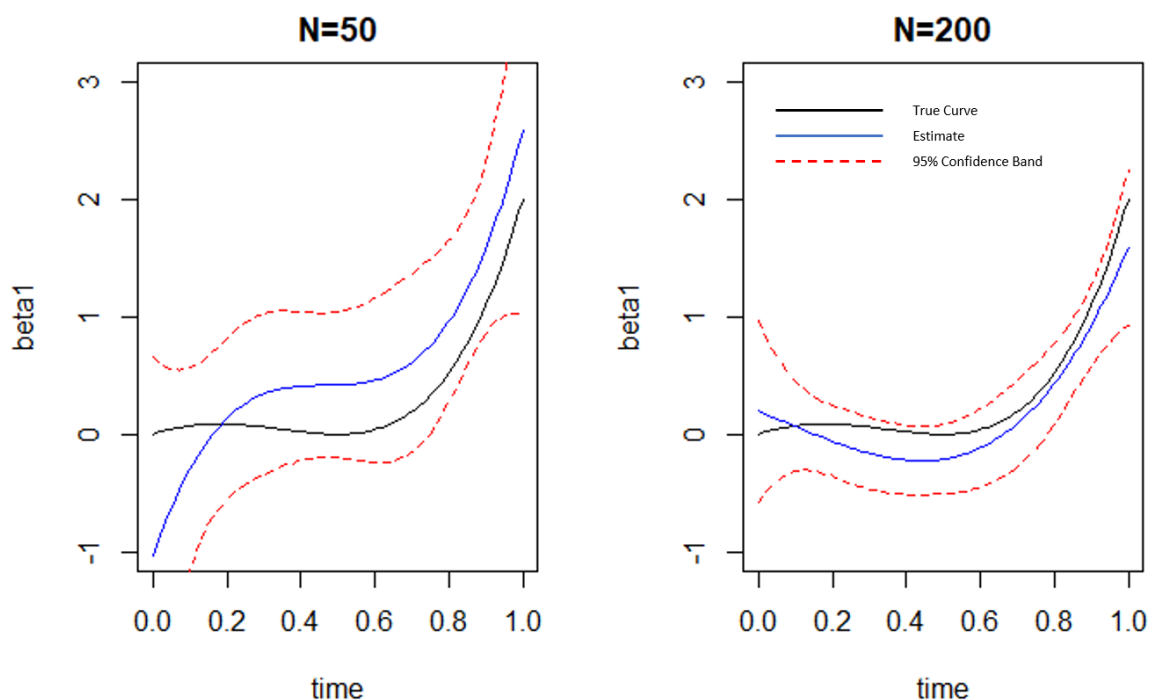 N=50
3
2
1
0
-1
beta1
0.0 0.2 0.4 0.6 0.8 1.0
time
N=200
3
2
1
0
-1
beta1
True Curve
Estimate
95% Confidence Band
0.0 0.2 0.4 0.6 0.8 1.0
time